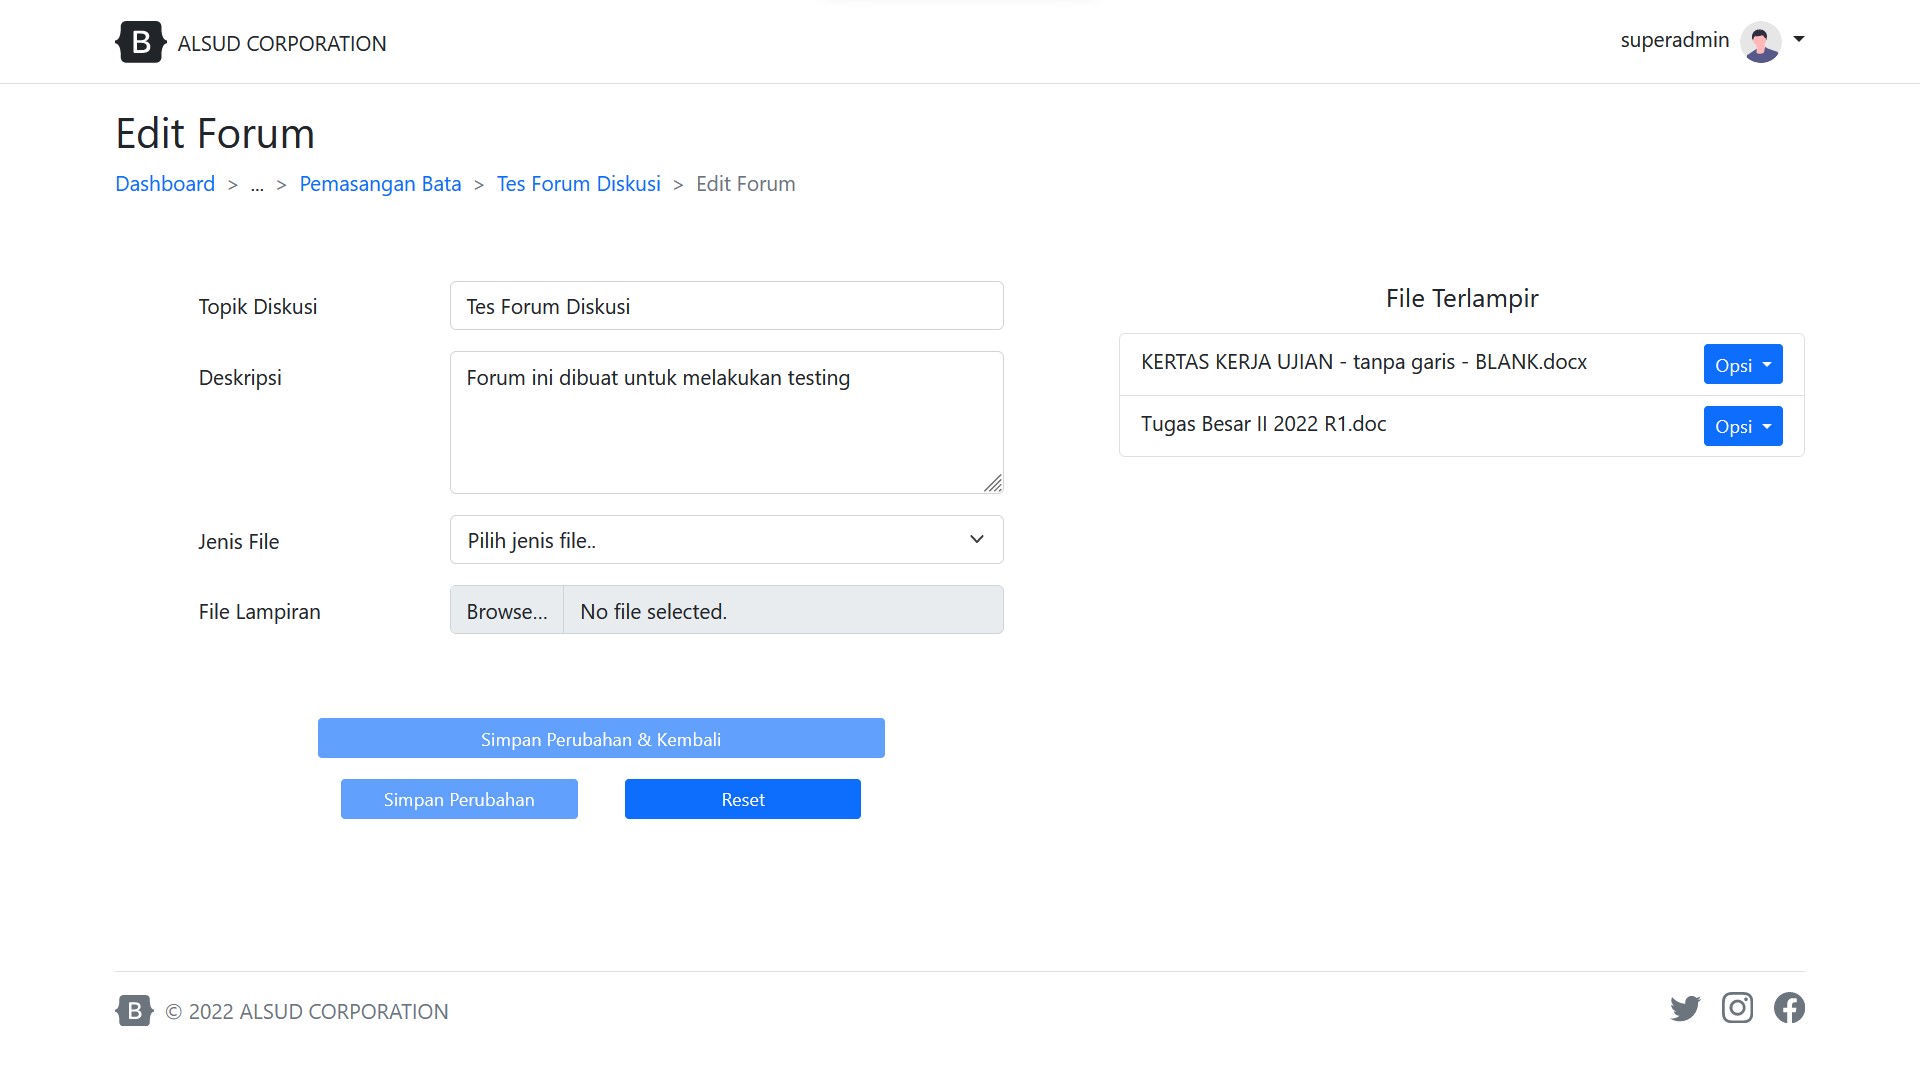 B ALSUD CORPORATION
superadmin
Edit Forum
Dashboard > ... > Pemasangan Bata > Tes Forum Diskusi > Edit Forum
Topik Diskusi
Tes Forum Diskusi
Deskripsi
Forum ini dibuat untuk melakukan testing
Jenis File
Pilih jenis file..
File Lampiran
Browse... No file selected.
Simpan Perubahan & Kembali
Simpan Perubahan
Reset
File Terlampir
KERTAS KERJA UJIAN - tanpa garis - BLANK.docx
Opsi
Tugas Besar II 2022 R1.doc
Opsi
B © 2022 ALSUD CORPORATION